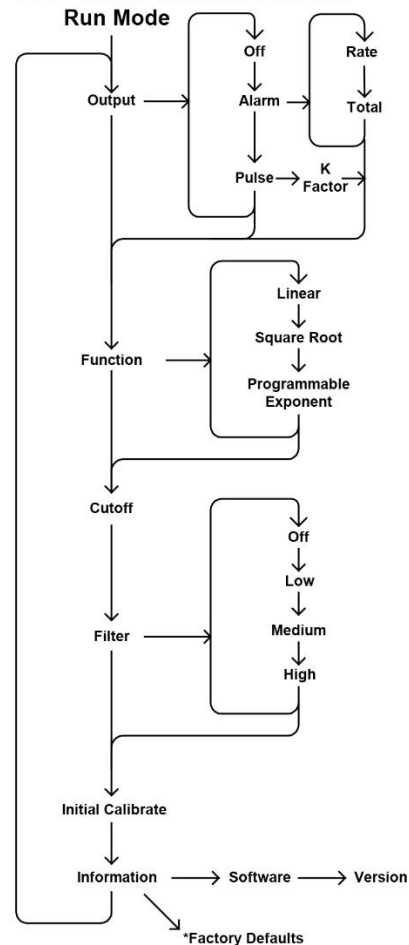 Run Mode
Off
Rate
Output
Alarm
Total
Pulse
K
Factor
Linear
Function
Square Root
Programmable
Exponent
Cutoff
Off
Low
Filter
Medium
High
Initial Calibrate
Information
Software
Version
*Factory Defaults